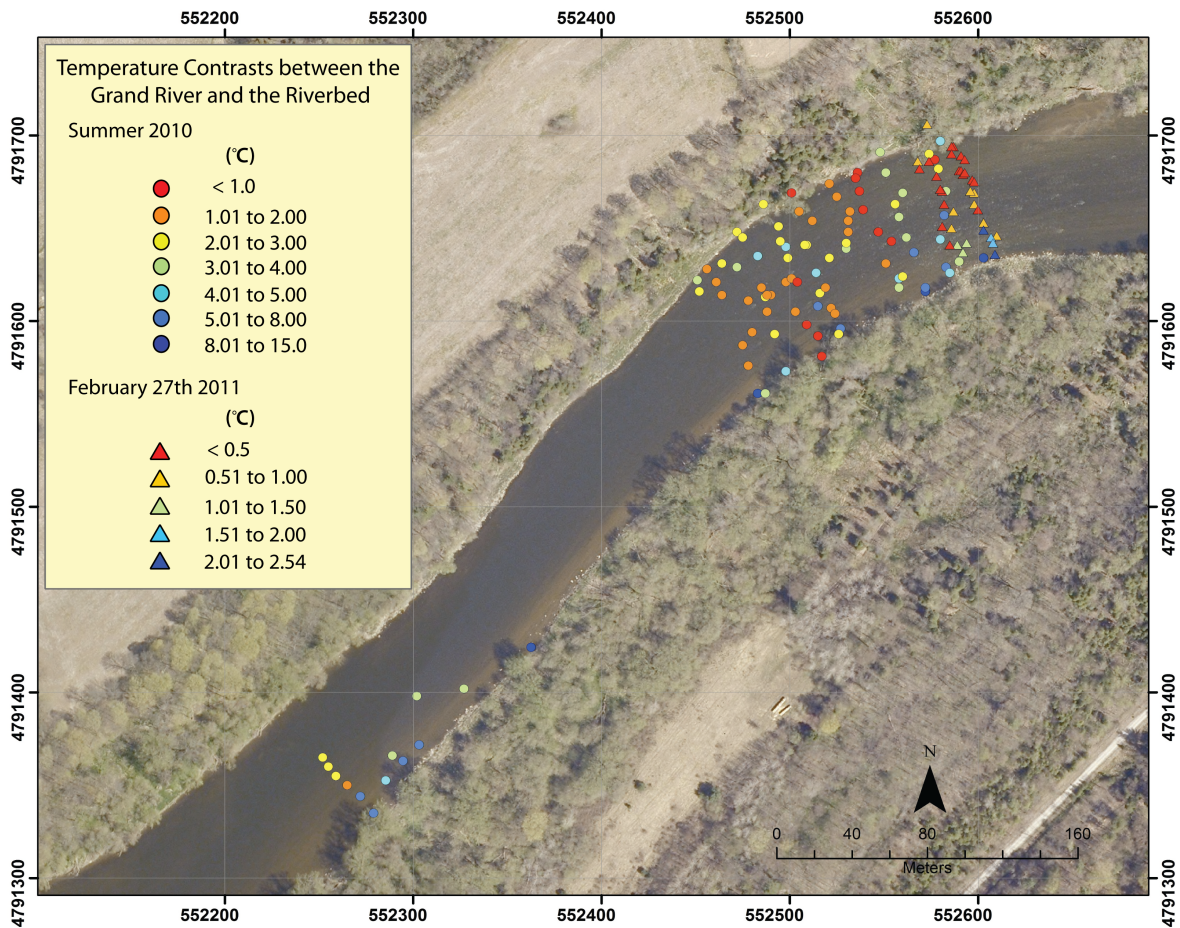 552200 552300 552400 552500 552600
Temperature Contrasts between the
Grand River and the Riverbed
Summer 2010
(°C)
< 1.0
1.01 to 2.00
2.01 to 3.00
3.01 to 4.00
4.01 to 5.00
5.01 to 8.00
8.01 to 15.0
February 27th 2011
(°C)
< 0.5
0.51 to 1.00
1.01 to 1.50
1.51 to 2.00
2.01 to 2.54
4791700
4791600
4791500
4791400
4791300
4791700
4791600
4791500
4791400
4791300
N
0 40 80 160
Meters
552200 552300 552400 552500 552600